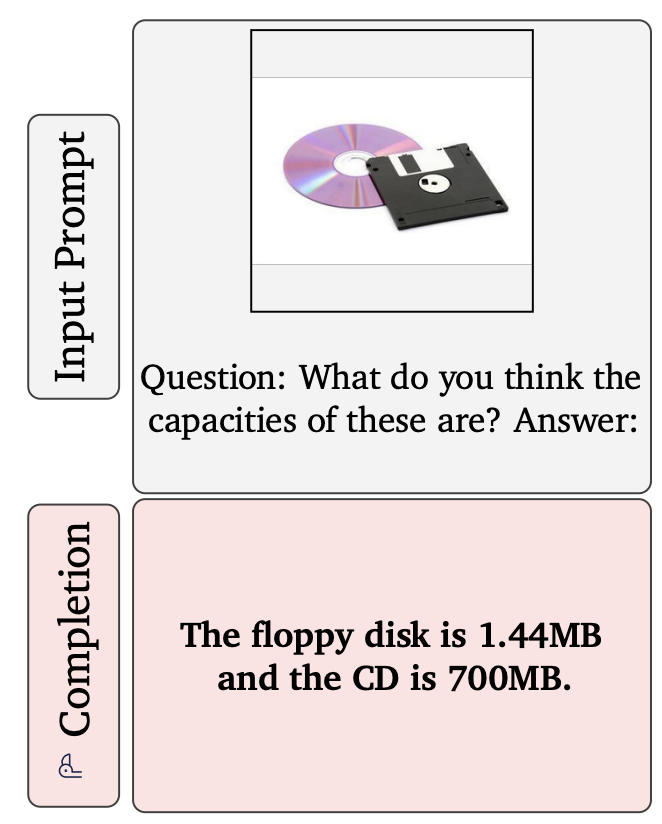 Input Prompt
Question: What do you think the
capacities of these are? Answer:
Completion
The floppy disk is 1.44MB
and the CD is 700MB.